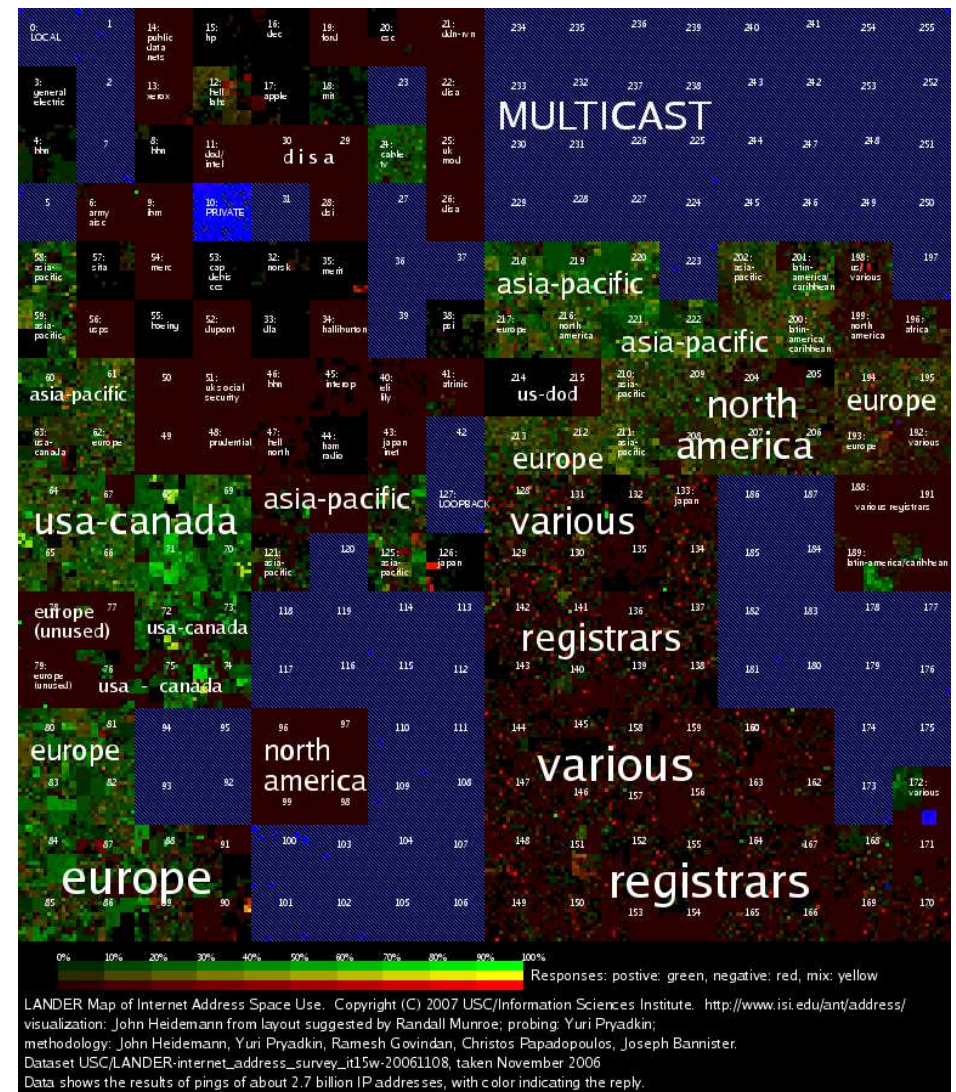 0: LOCAL
1
14: public data nets
15: hp
16: dec
19: ford
20: csc
21: ddn-rvn
234
235
236
239
240
241
254
255
3: general electric
2
13: xerox
12: bell labs
17: apple
18: mit
23
22: disa
233
232
237
238
243
242
253
252
MULTICAST
4: bbn
7
8: bbn
11: dod/ intel
30
29
disa
24: cable tv
25: uk mod
230
231
226
225
244
247
248
251
5
6: army aisc
9: ibm
10: PRIVATE
31
28: dsi
27
26: disa
229
228
227
224
245
246
249
250
58: asia-pacific
57: sita
54: merc
53: cap debis ccs
32: norsk
35: merit
36
37
218
219
220
asia-pacific
223
202: asia-pacific
201: latin-america/ caribbean
198: us/ various
197
59: asia-pacific
56: usps
55: boeing
52: dupont
33: dla
34: halliburton
39
38: psi
217: europe
216: north america
221
222
asia-pacific
200: latin-america/ caribbean
199: north america
196: africa
60
61
asia-pacific
50
51: uk social security
46: bbn
45: interop
40: eli lily
41: afrinic
214
215
us-dod
210: asia-pacific
209
204
205
north
194
195
europe
63: usa-canada
62: europe
49
48: prudential
47: bell north
44: ham radio
43: japan inet
42
213
212
europe
211: asia-pacific
208
207
206
america
193: europe
192: various
64
67
68
69
usa-canada
asia-pacific
127: LOOPBACK
128
131
132
133: japan
various
186
187
188:
191
various registrars
65
66
71
70
121: asia-pacific
120
125: asia-pacific
126: japan
129
130
135
134
185
184
189: latin-america/caribbean
78
77
europe (unused)
72
73
usa-canada
118
119
114
113
142
141
136
137
registrars
182
183
178
177
79: europe (unused)
76
75
74
usa - canada
117
116
115
112
143
140
139
138
181
180
179
176
80
81
europe
94
95
96
97
north america
110
111
144
145
158
159
160
various
174
175
83
82
93
92
99
98
109
108
147
146
157
156
163
162
173
172: various
84
87
88
91
europe
100
103
104
107
148
151
152
155
164
167
168
171
registrars
85
86
89
90
101
102
105
106
149
150
153
154
165
166
169
170
0% 10% 20% 30% 40% 50% 60% 70% 80% 90% 100%
Responses: postive: green, negative: red, mix: yellow
LANDER Map of Internet Address Space Use. Copyright (C) 2007 USC/Information Sciences Institute. http://www.isi.edu/ant/address/
visualization: John Heidemann from layout suggested by Randall Munroe; probing: Yuri Pryadkin;
methodology: John Heidemann, Yuri Pryadkin, Ramesh Govindan, Christos Papadopoulos, Joseph Bannister.
Dataset USC/LANDER-internet_address_survey_it15w-20061108, taken November 2006
Data shows the results of pings of about 2.7 billion IP addresses, with color indicating the reply.